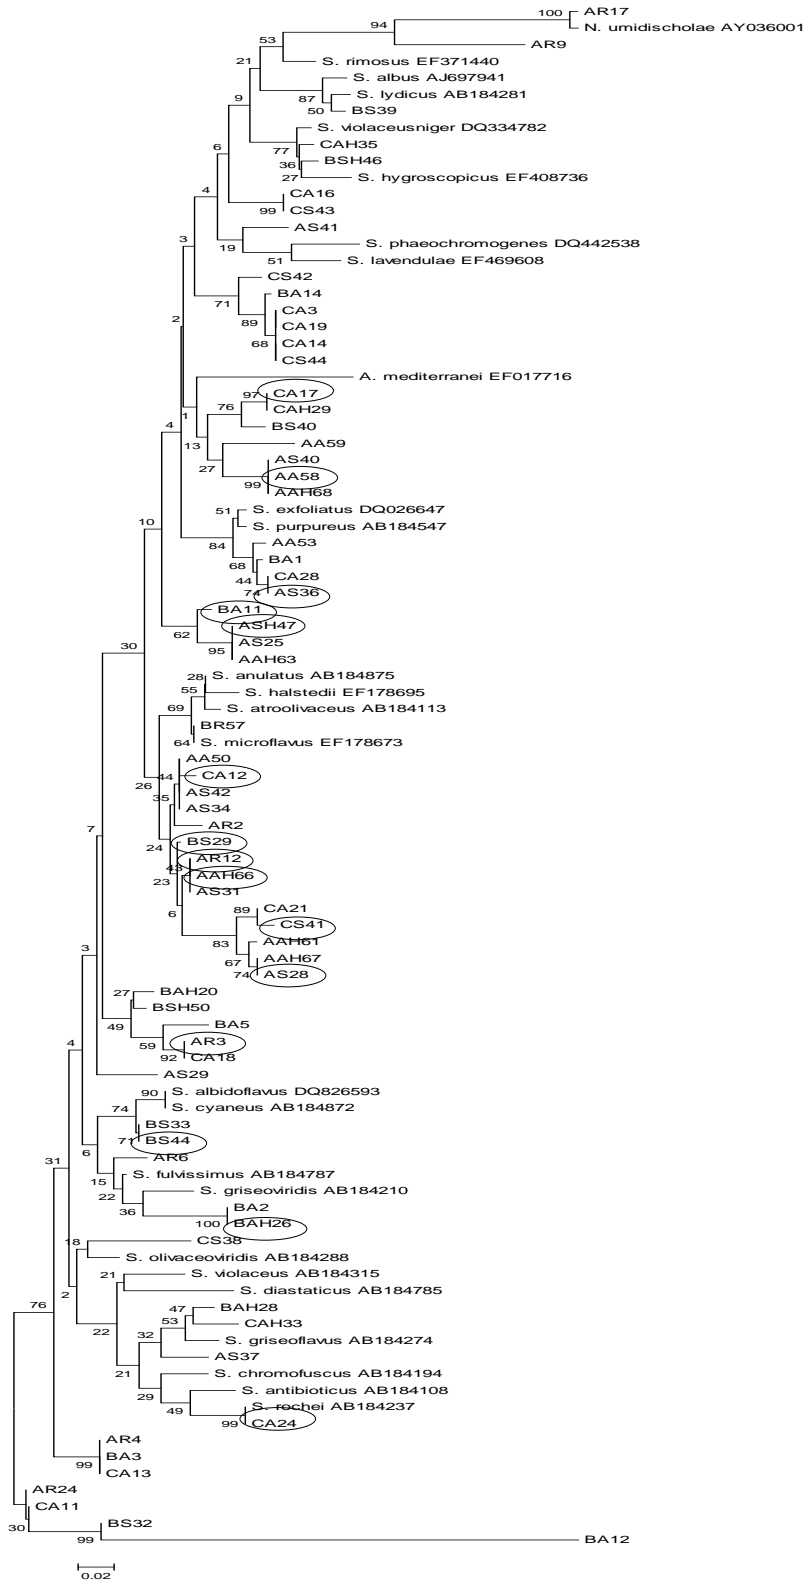 AR17
100
94
N. umidischolae AY036001
53
AR9
21
S. rimosus EF371440
S. albus AJ697941
87
S. lydicus AB184281
9
50
BS39
S. violaceusniger DQ334782
77
CAH35
6
36
BSH46
27
S. hygroscopicus EF408736
4
CA16
99
CS43
AS41
3
19
S. phaeochromogenes DQ442538
51
S. lavendulae EF469608
CS42
71
BA14
CA3
2
89
CA19
68
CA14
CS44
A. mediterranei EF017716
97
CA17
1
76
CAH29
4
BS40
13
AA59
27
AS40
99
AA58
AAH68
51
S. exfoliatus DQ026647
10
S. purpureus AB184547
84
AA53
68
BA1
44
CA28
74
AS36
BA11
62
ASH47
30
95
AS25
AAH63
28
S. anulatus AB184875
55
S. halstedii EF178695
69
S. atroolivaceus AB184113
BR57
64
S. microflavus EF178673
AA50
26
44
CA12
35
AS42
AS34
7
AR2
24
BS29
43
AR12
23
AAH66
AS31
6
89
CA21
CS41
83
AAH61
3
67
AAH67
74
AS28
27
BAH20
BSH50
49
BA5
59
AR3
4
92
CA18
AS29
90
S. albidoflavus DQ826593
74
S. cyaneus AB184872
BS33
71
BS44
6
AR6
31
15
S. fulvissimus AB184787
22
S. griseoviridis AB184210
36
BA2
100
BAH26
18
CS38
S. olivaceoviridis AB184288
21
S. violaceus AB184315
2
S. diastaticus AB184785
76
47
BAH28
22
53
CAH33
32
S. griseoflavus AB184274
AS37
21
S. chromofuscus AB184194
29
S. antibioticus AB184108
49
S. rochei AB184237
99
CA24
AR4
99
BA3
CA13
AR24
CA11
30
BS32
99
BA12
0.02